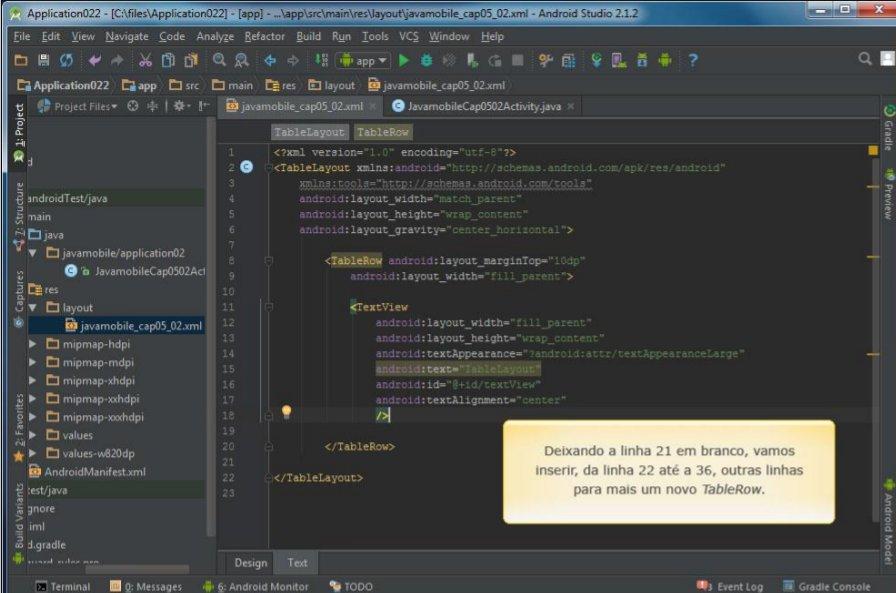 Application022 - [C:\files\Application022] - [app] - ...\app\src\main\res\layout\javamobile_cap05_02.xml - Android Studio 2.1.2
File Edit View Navigate Code Analyze Refactor Build Run Tools VCS Window Help
app
Application022 app src main res layout javamobile_cap05_02.xml
Project Files javamobile_cap05_02.xml JavamobileCap0502Activity.java
TableLayout TableRow
1: Project
Z: Structure
Captures
2: Favorites
Build Variants
androidTest/java
main
java
javamobile/application02
JavamobileCap0502Act
res
layout
javamobile_cap05_02.xml
mipmap-hdpi
mipmap-mdpi
mipmap-xhdpi
mipmap-xxhdpi
mipmap-xxxhdpi
values
values-w820dp
AndroidManifest.xml
test/java
gnore
iml
d.gradle
1 <?xml version="1.0" encoding="utf-8"?>
2 <TableLayout xmlns:android="http://schemas.android.com/apk/res/android"
3 xmlns:tools="http://schemas.android.com/tools"
4 android:layout_width="match_parent"
5 android:layout_height="wrap_content"
6 android:layout_gravity="center_horizontal">
7
8 <TableRow android:layout_marginTop="10dp"
9 android:layout_width="fill_parent">
10
11 <TextView
12 android:layout_width="fill_parent"
13 android:layout_height="wrap_content"
14 android:textAppearance="?android:attr/textAppearanceLarge"
15 android:text="TableLayout"
16 android:id="@+id/textView"
17 android:textAlignment="center"
18 />
19
20 </TableRow>
21
22 </TableLayout>
23
Deixando a linha 21 em branco, vamos
inserir, da linha 22 até a 36, outras linhas
para mais um novo TableRow.
Gradle
Preview
Android Model
Design Text
Terminal 0: Messages 6: Android Monitor TODO 3 Event Log Gradle Console